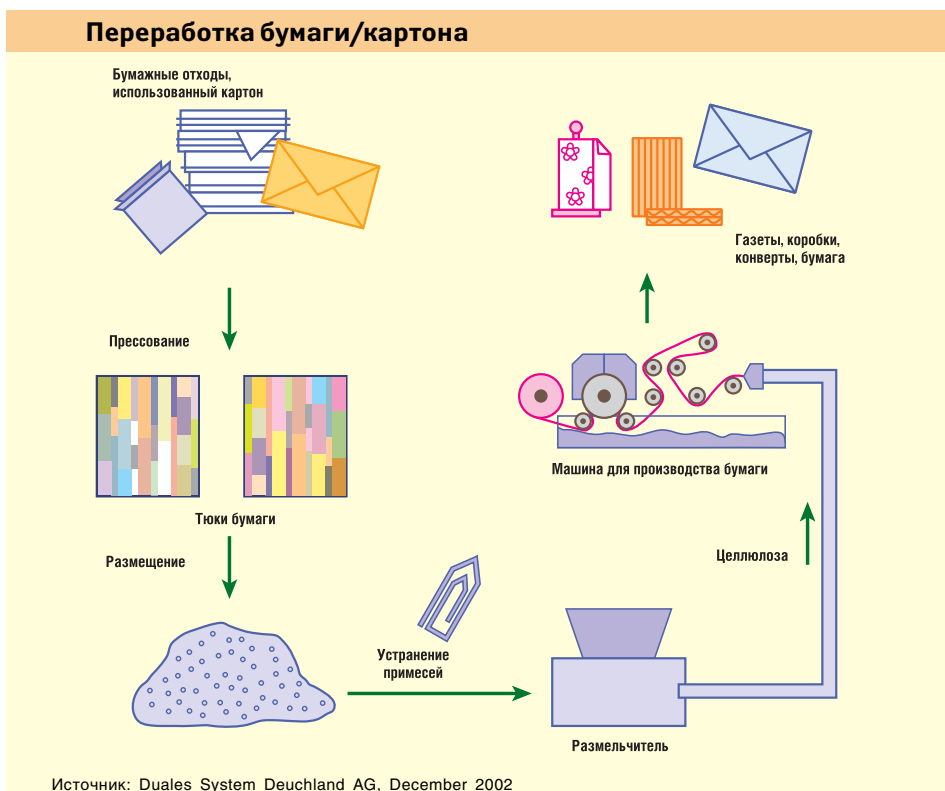 Переработка бумаги/картона
Бумажные отходы,
использованный картон
Прессование
Тюки бумаги
Размещение
Устранение
примесей
Размельчитель
Целлюлоза
Машина для производства бумаги
Газеты, коробки,
конверты, бумага
Источник: Duales System Deuchland AG, December 2002